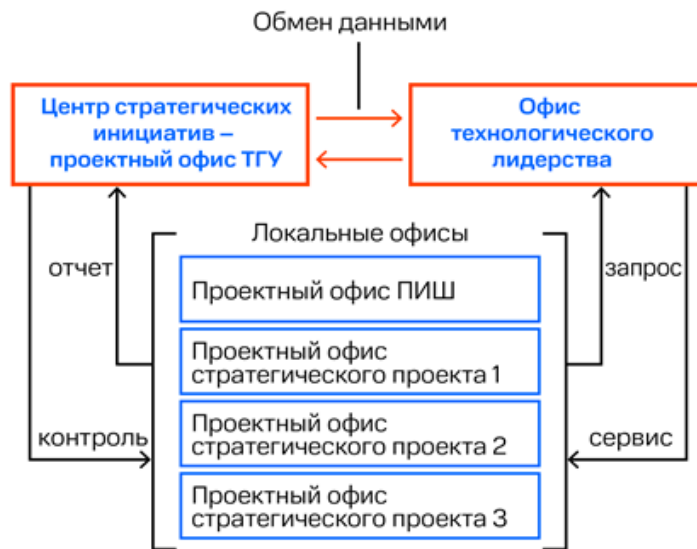 Обмен данными
Центр стратегических
инициатив –
проектный офис ТГУ
Офис
технологического
лидерства
Локальные офисы
отчет
запрос
Проектный офис ПИШ
Проектный офис
стратегического проекта 1
контроль
сервис
Проектный офис
стратегического проекта 2
Проектный офис
стратегического проекта 3